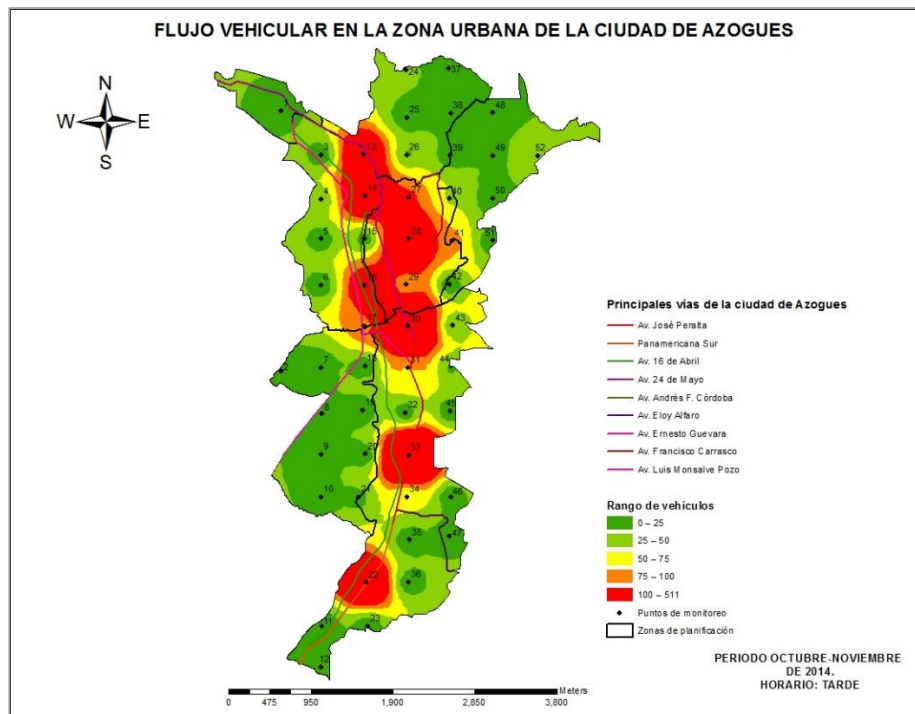 FLUJO VEHICULAR EN LA ZONA URBANA DE LA CIUDAD DE AZOGUES
N
W E
S
24 37
25 38 48
3 13 26 39 49 52
4 14 27 40 50
5 15 28 41 51
6 29 42
30 43
2 7 18 31 44
8 19 32 45
9 20 33
10 21 34 46
35 47
22 36
11 23
12
Principales vías de la ciudad de Azogues
Av. José Peralta
Panamericana Sur
Av. 16 de Abril
Av. 24 de Mayo
Av. Andrés F. Córdoba
Av. Eloy Alfaro
Av. Ernesto Guevara
Av. Francisco Carrasco
Av. Luis Monsalve Pozo
Rango de vehículos
0 – 25
25 – 50
50 – 75
75 – 100
100 – 511
Puntos de monitoreo
Zonas de planificación
PERIODO OCTUBRE-NOVIEMBRE
DE 2014.
HORARIO: TARDE
Meters
0 475 950 1,900 2,850 3,800